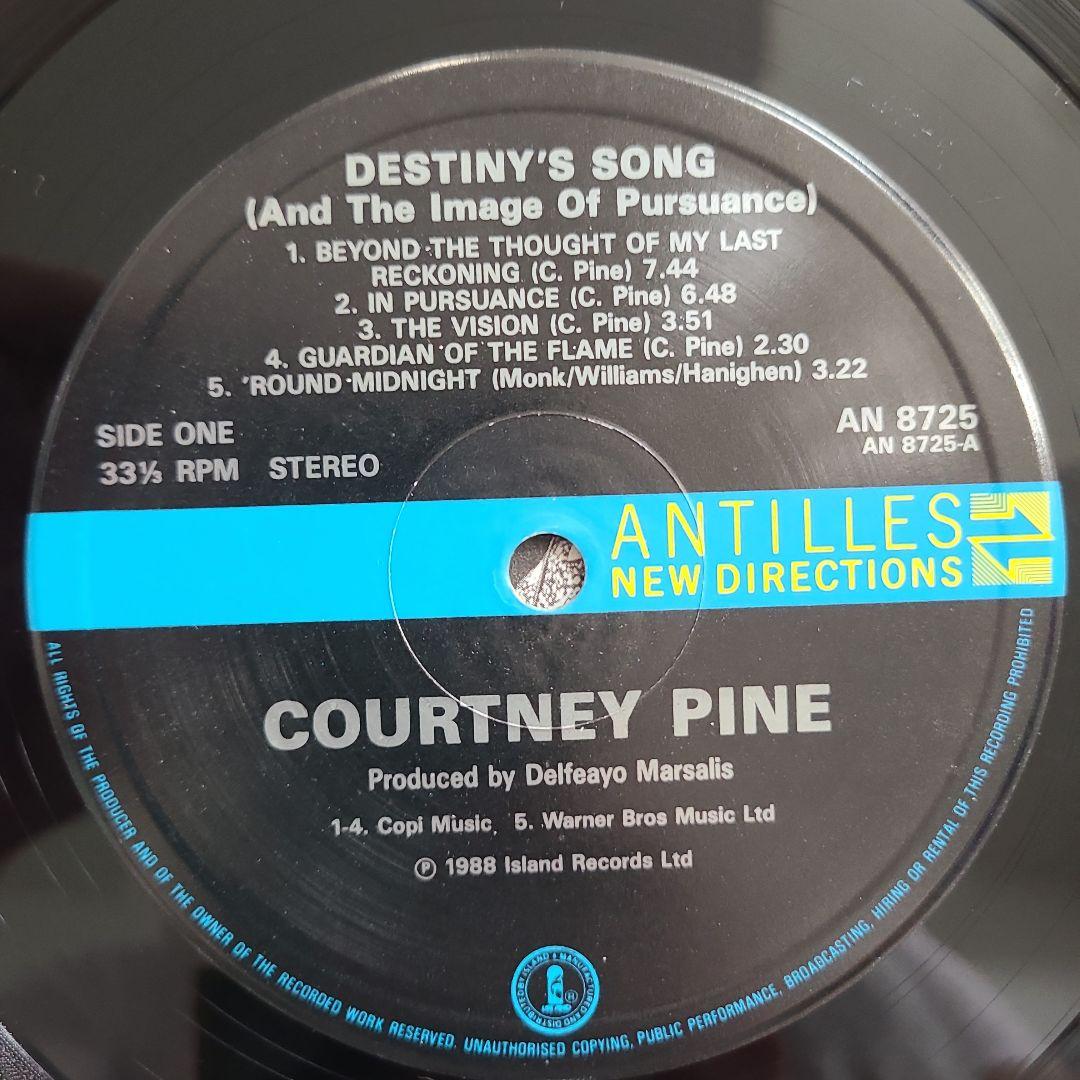 DESTINY'S SONG
(And The Image Of Pursuance)
1. BEYOND THE THOUGHT OF MY LAST
RECKONING (C. Pine) 7.44
2. IN PURSUANCE (C. Pine) 6.48
3. THE VISION (C. Pine) 3:51
4. GUARDIAN OF THE FLAME (C. Pine) 2.30
5. 'ROUND MIDNIGHT (Monk/Williams/Hanighen) 3.22
SIDE ONE
33⅓ RPM STEREO
AN 8725
AN 8725-A
ANTILLES
NEW DIRECTIONS
COURTNEY PINE
Produced by Delfeayo Marsalis
1-4. Copi Music, 5. Warner Bros Music Ltd
℗ 1988 Island Records Ltd
ALL RIGHTS OF THE PRODUCER AND OF THE OWNER OF THE RECORDED WORK RESERVED. UNAUTHORISED COPYING, PUBLIC PERFORMANCE, BROADCASTING, HIRING OR RENTAL OF THIS RECORDING PROHIBITED
MANUFACTURED AND DISTRIBUTED BY ISLAND
®